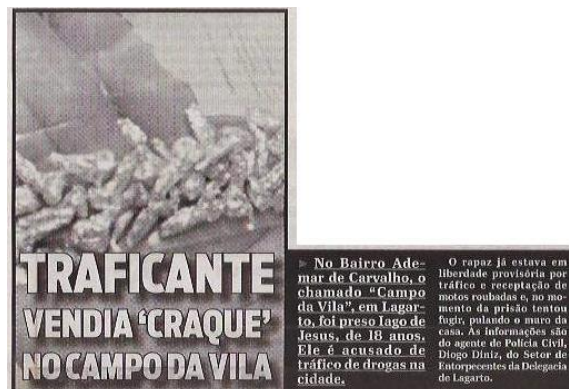 TRAFICANTE
VENDIA ‘CRAQUE’
NO CAMPO DA VILA
No Bairro Ade-
mar de Carvalho, o
chamado “Campo
da Vila”, em Lagar-
to, foi preso Iago de
Jesus, de 18 anos.
Ele é acusado de
tráfico de drogas na
cidade.
O rapaz já estava em
liberdade provisória por
tráfico e receptação de
motos roubadas e, no mo-
mento da prisão tentou
fugir, pulando o muro da
casa. As informações são
do agente de Polícia Civil,
Diogo Diniz, do Setor de
Entorpecentes da Delegacia
de Lagarto.